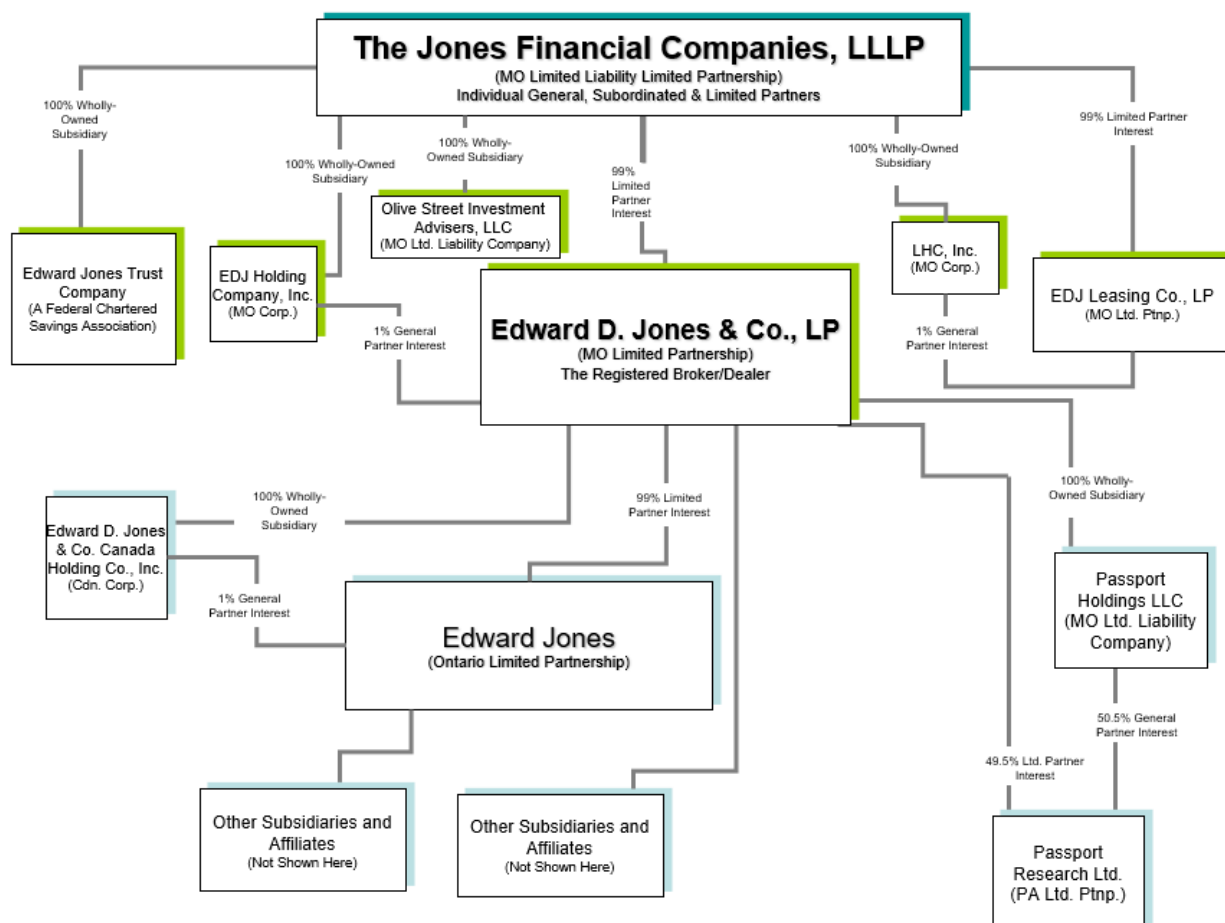 The Jones Financial Companies, LLLP
(MO Limited Liability Limited Partnership)
Individual General, Subordinated & Limited Partners
100% Wholly-
Owned
Subsidiary
100% Wholly-Owned
Subsidiary
100% Wholly-
Owned Subsidiary
99%
Limited
Partner
Interest
100% Wholly-Owned
Subsidiary
99% Limited Partner
Interest
Edward Jones Trust
Company
(A Federal Chartered
Savings Association)
EDJ Holding
Company, Inc.
(MO Corp.)
Olive Street Investment
Advisers, LLC
(MO Ltd. Liability Company)
LHC, Inc.
(MO Corp.)
EDJ Leasing Co., LP
(MO Ltd. Ptnp.)
1% General
Partner Interest
Edward D. Jones & Co., LP
(MO Limited Partnership)
The Registered Broker/Dealer
1% General
Partner Interest
100% Wholly-
Owned
Subsidiary
99% Limited
Partner Interest
100% Wholly-
Owned Subsidiary
Edward D. Jones
& Co. Canada
Holding Co., Inc.
(Cdn. Corp.)
1% General
Partner Interest
Edward Jones
(Ontario Limited Partnership)
Passport
Holdings LLC
(MO Ltd. Liability
Company)
50.5% General
Partner Interest
49.5% Ltd. Partner
Interest
Other Subsidiaries and
Affiliates
(Not Shown Here)
Other Subsidiaries and
Affiliates
(Not Shown Here)
Passport
Research Ltd.
(PA Ltd. Ptnp.)